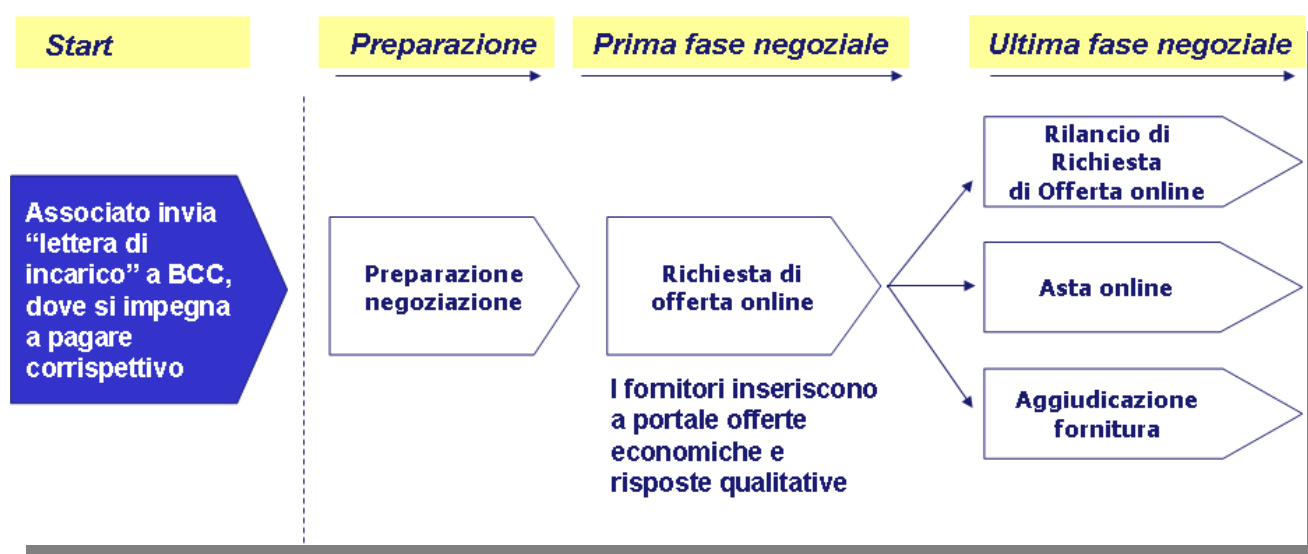 Start
Preparazione
Prima fase negoziale
Ultima fase negoziale
Associato invia
“lettera di
incarico” a BCC,
dove si impegna
a pagare
corrispettivo
Preparazione
negoziazione
Richiesta di
offerta online
I fornitori inseriscono
a portale offerte
economiche e
risposte qualitative
Rilancio di
Richiesta
di Offerta online
Asta online
Aggiudicazione
fornitura